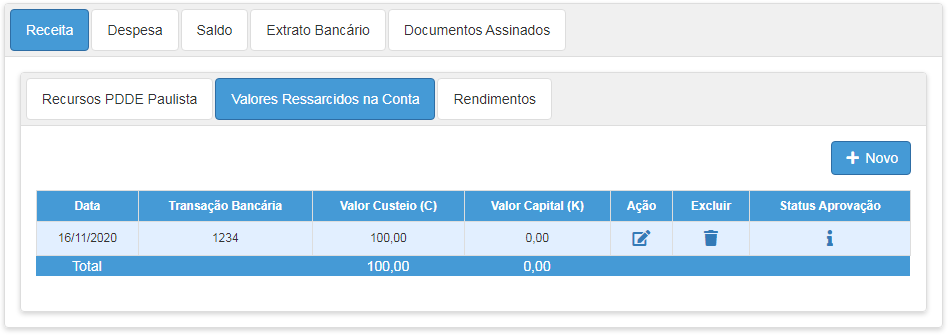 Receita Despesa Saldo Extrato Bancário Documentos Assinados
Recursos PDDE Paulista Valores Ressarcidos na Conta Rendimentos
Novo
Data Transação Bancária Valor Custeio (C) Valor Capital (K) Ação Excluir Status Aprovação
16/11/2020 1234 100,00 0,00
Total 100,00 0,00